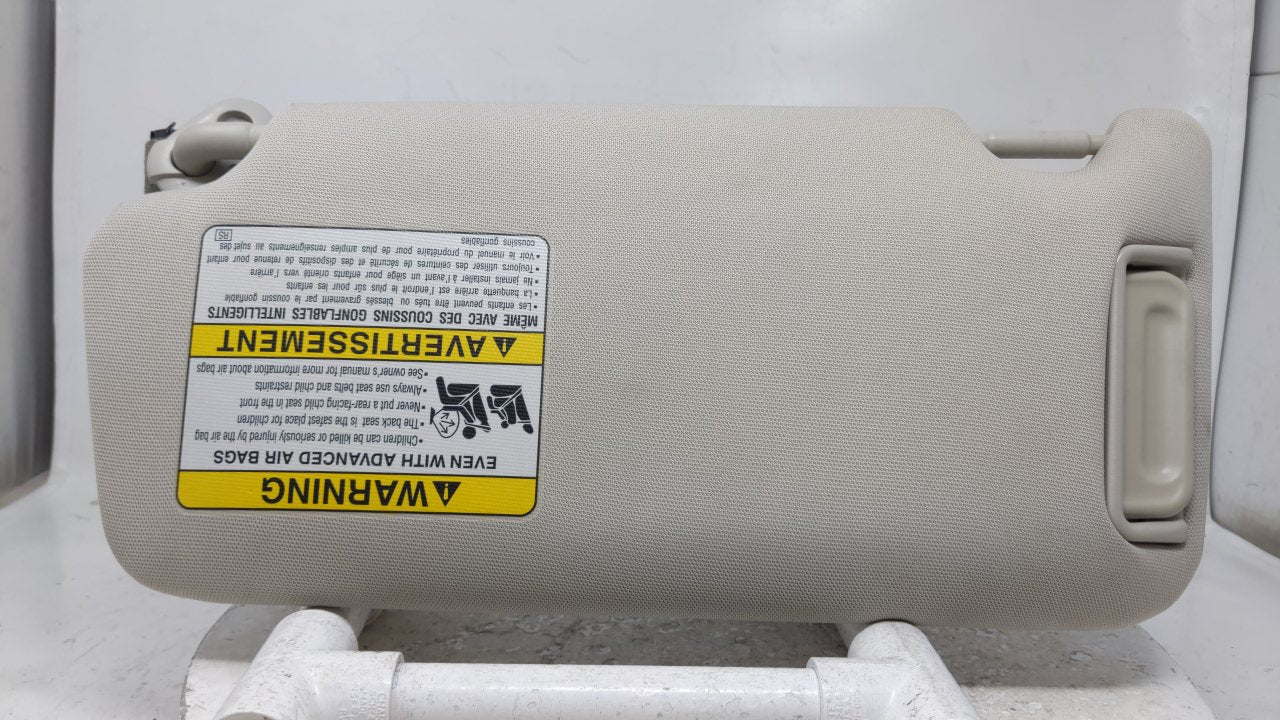 WARNING
EVEN WITH ADVANCED AIR BAGS
•Children can be killed or seriously injured by the air bag
•The back seat is the safest place for children
•Never put a rear-facing child seat in the front
•Always use seat belts and child restraints
•See owner's manual for more information about air bags
AVERTISSEMENT
MÊME AVEC DES COUSSINS GONFLABLES INTELLIGENTS
• Les enfants peuvent être tués ou blessés gravement par le coussin gonflable
• La banquette arrière est l'endroit le plus sûr pour les enfants
• Ne jamais installer à l'avant un siège pour enfants orienté vers l'arrière
• Toujours utiliser des ceintures de sécurité et des dispositifs de retenue pour enfant
• Voir le manuel du propriétaire pour de plus amples renseignements au sujet des
coussins gonflables
RS